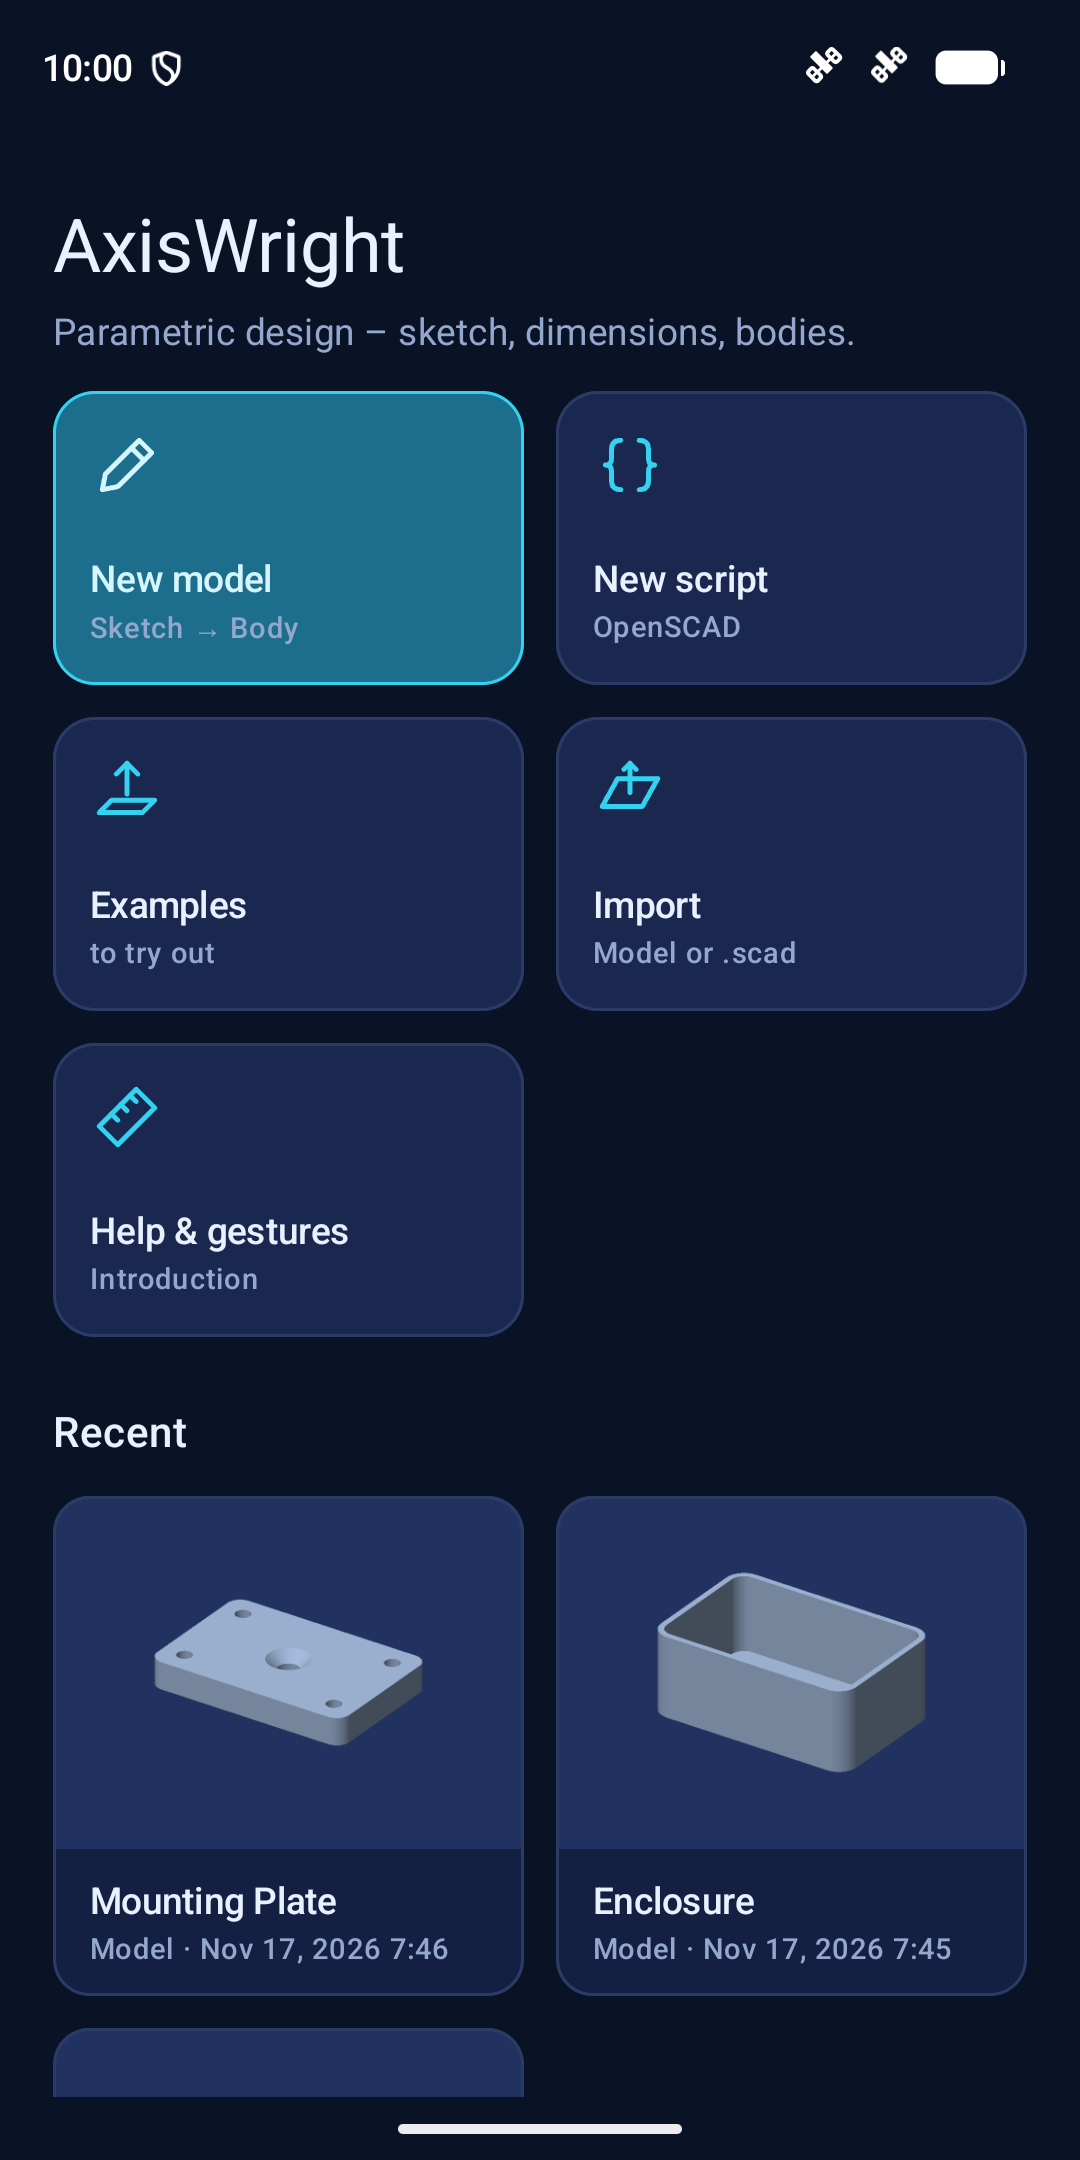 10:00
AxisWright
Parametric design – sketch, dimensions, bodies.
New model
Sketch → Body
New script
OpenSCAD
Examples
to try out
Import
Model or .scad
Help & gestures
Introduction
Recent
Mounting Plate
Model · Nov 17, 2026 7:46
Enclosure
Model · Nov 17, 2026 7:45